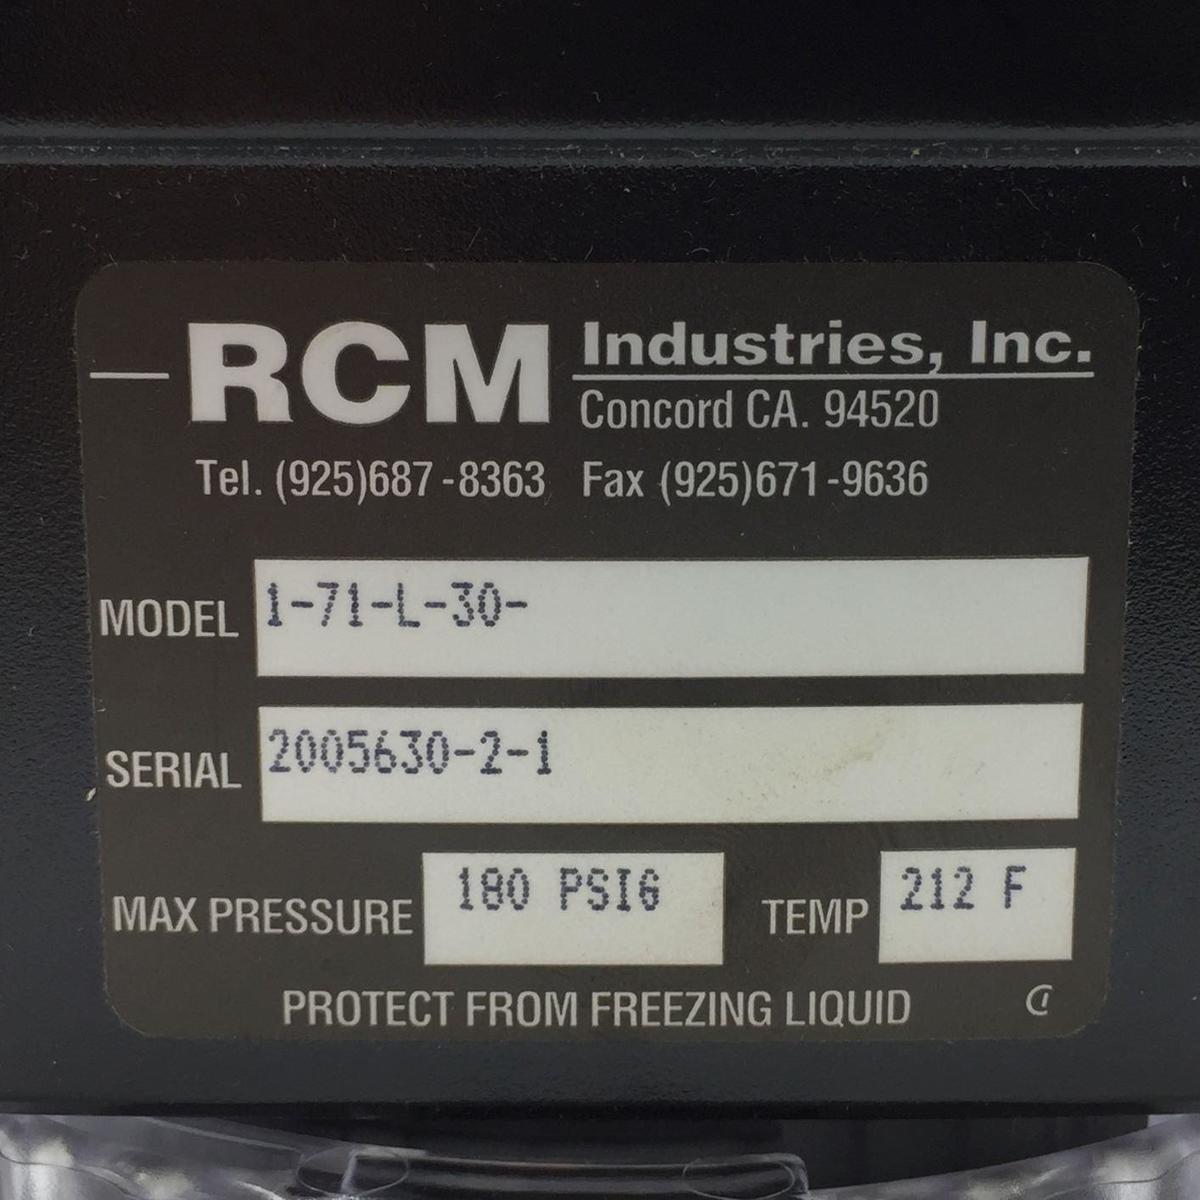 RCM Industries, Inc.
Concord CA. 94520
Tel. (925)687-8363 Fax (925)671-9636
MODEL 1-71-L-30-
SERIAL 2005630-2-1
MAX PRESSURE 180 PSIG TEMP 212 F
PROTECT FROM FREEZING LIQUID